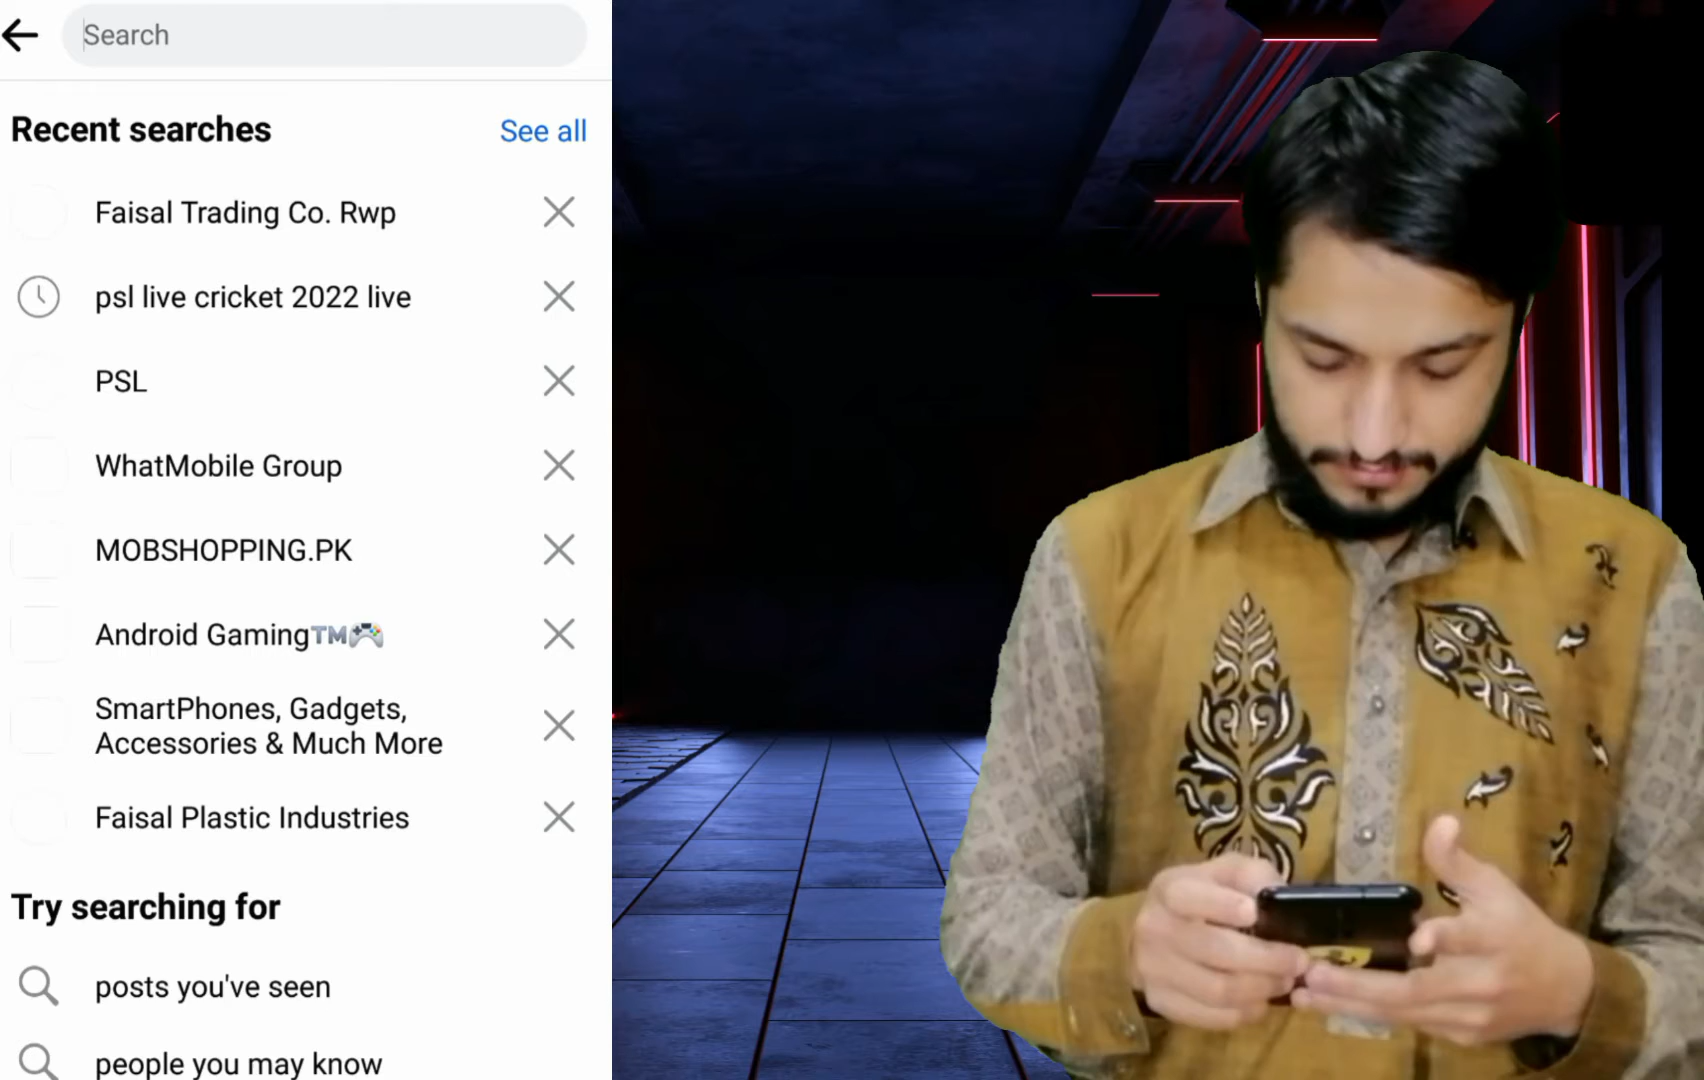 Search
Recent searches
See all
Faisal Trading Co. Rwp
psl live cricket 2022 live
PSL
WhatMobile Group
MOBSHOPPING.PK
Android Gaming™🎮
SmartPhones, Gadgets,
Accessories & Much More
Faisal Plastic Industries
Try searching for
posts you've seen
people you may know